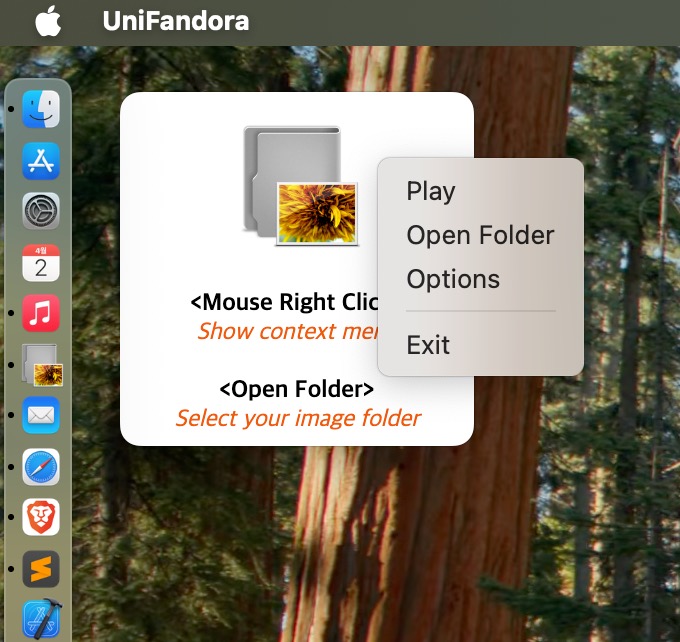 UniFandora
4월
2
<Mouse Right Clic
Show context mer
<Open Folder>
Select your image folder
Play
Open Folder
Options
Exit